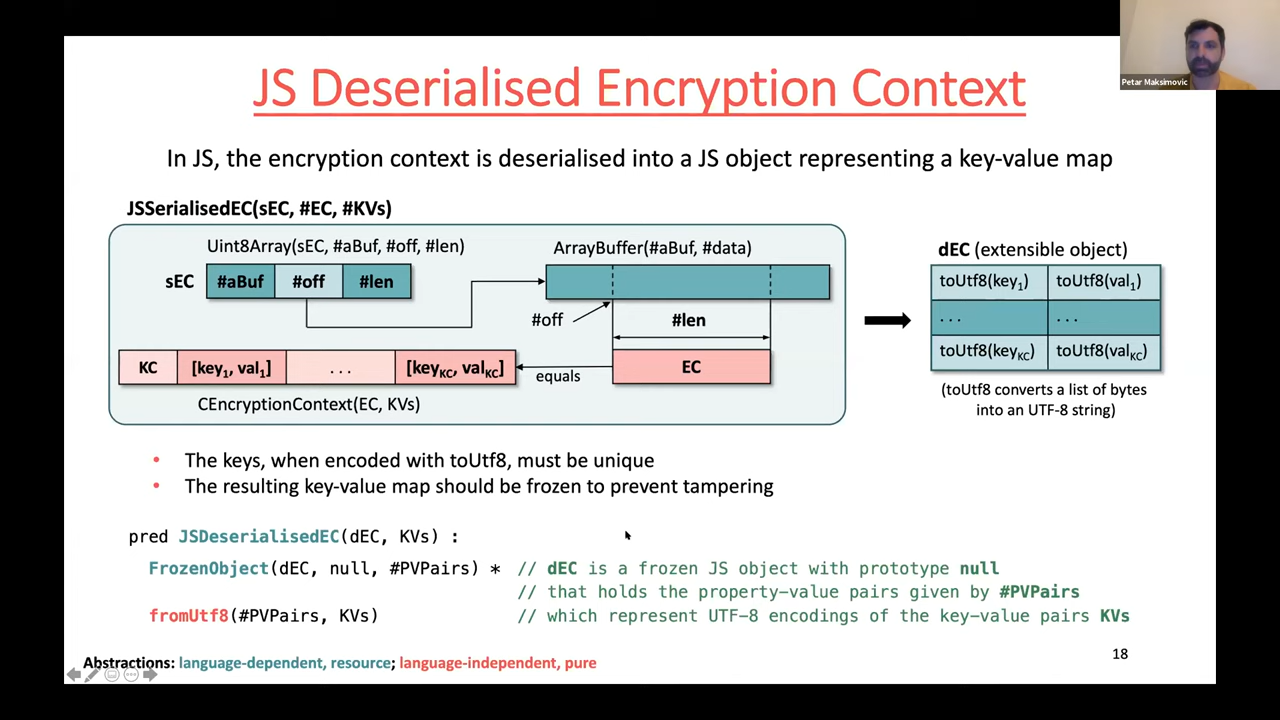 Petar Maksimovic
JS Deserialised Encryption Context
In JS, the encryption context is deserialised into a JS object representing a key-value map
JSSerialisedEC(sEC, #EC, #KVs)
Uint8Array(sEC, #aBuf, #off, #len)
ArrayBuffer(#aBuf, #data)
sEC #aBuf #off #len
#off
#len
KC [key1, val1] . . . [keyKC, valKC]
equals
EC
CEncryptionContext(EC, KVs)
dEC (extensible object)
toUtf8(key1) toUtf8(val1)
. . . . . .
toUtf8(keyKC) toUtf8(valKC)
(toUtf8 converts a list of bytes
into an UTF-8 string)
• The keys, when encoded with toUtf8, must be unique
• The resulting key-value map should be frozen to prevent tampering
pred JSDeserialisedEC(dEC, KVs) :
FrozenObject(dEC, null, #PVPairs) * // dEC is a frozen JS object with prototype null
// that holds the property-value pairs given by #PVPairs
fromUtf8(#PVPairs, KVs) // which represent UTF-8 encodings of the key-value pairs KVs
Abstractions: language-dependent, resource; language-independent, pure
18